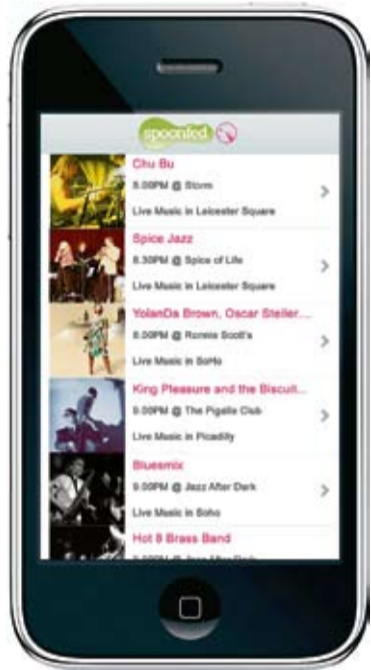 spoonfed
Chu Bu
8.00PM @ Storm
Live Music in Leicester Square
Spice Jazz
8.30PM @ Spice of Life
Live Music in Leicester Square
YolanDa Brown, Oscar Steller...
8.00PM @ Ronnie Scott's
Live Music in SoHo
King Pleasure and the Biscuit...
9.00PM @ The Pigalle Club
Live Music in Picadilly
Bluesmix
9.00PM @ Jazz After Dark
Live Music in Soho
Hot 8 Brass Band